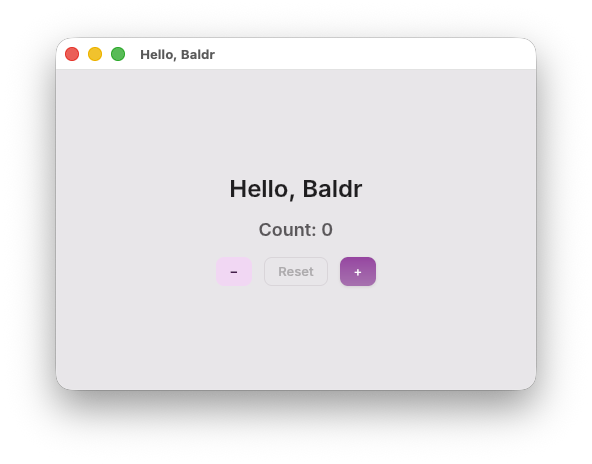 Hello, Baldr
Hello, Baldr
Count: 0
− Reset +